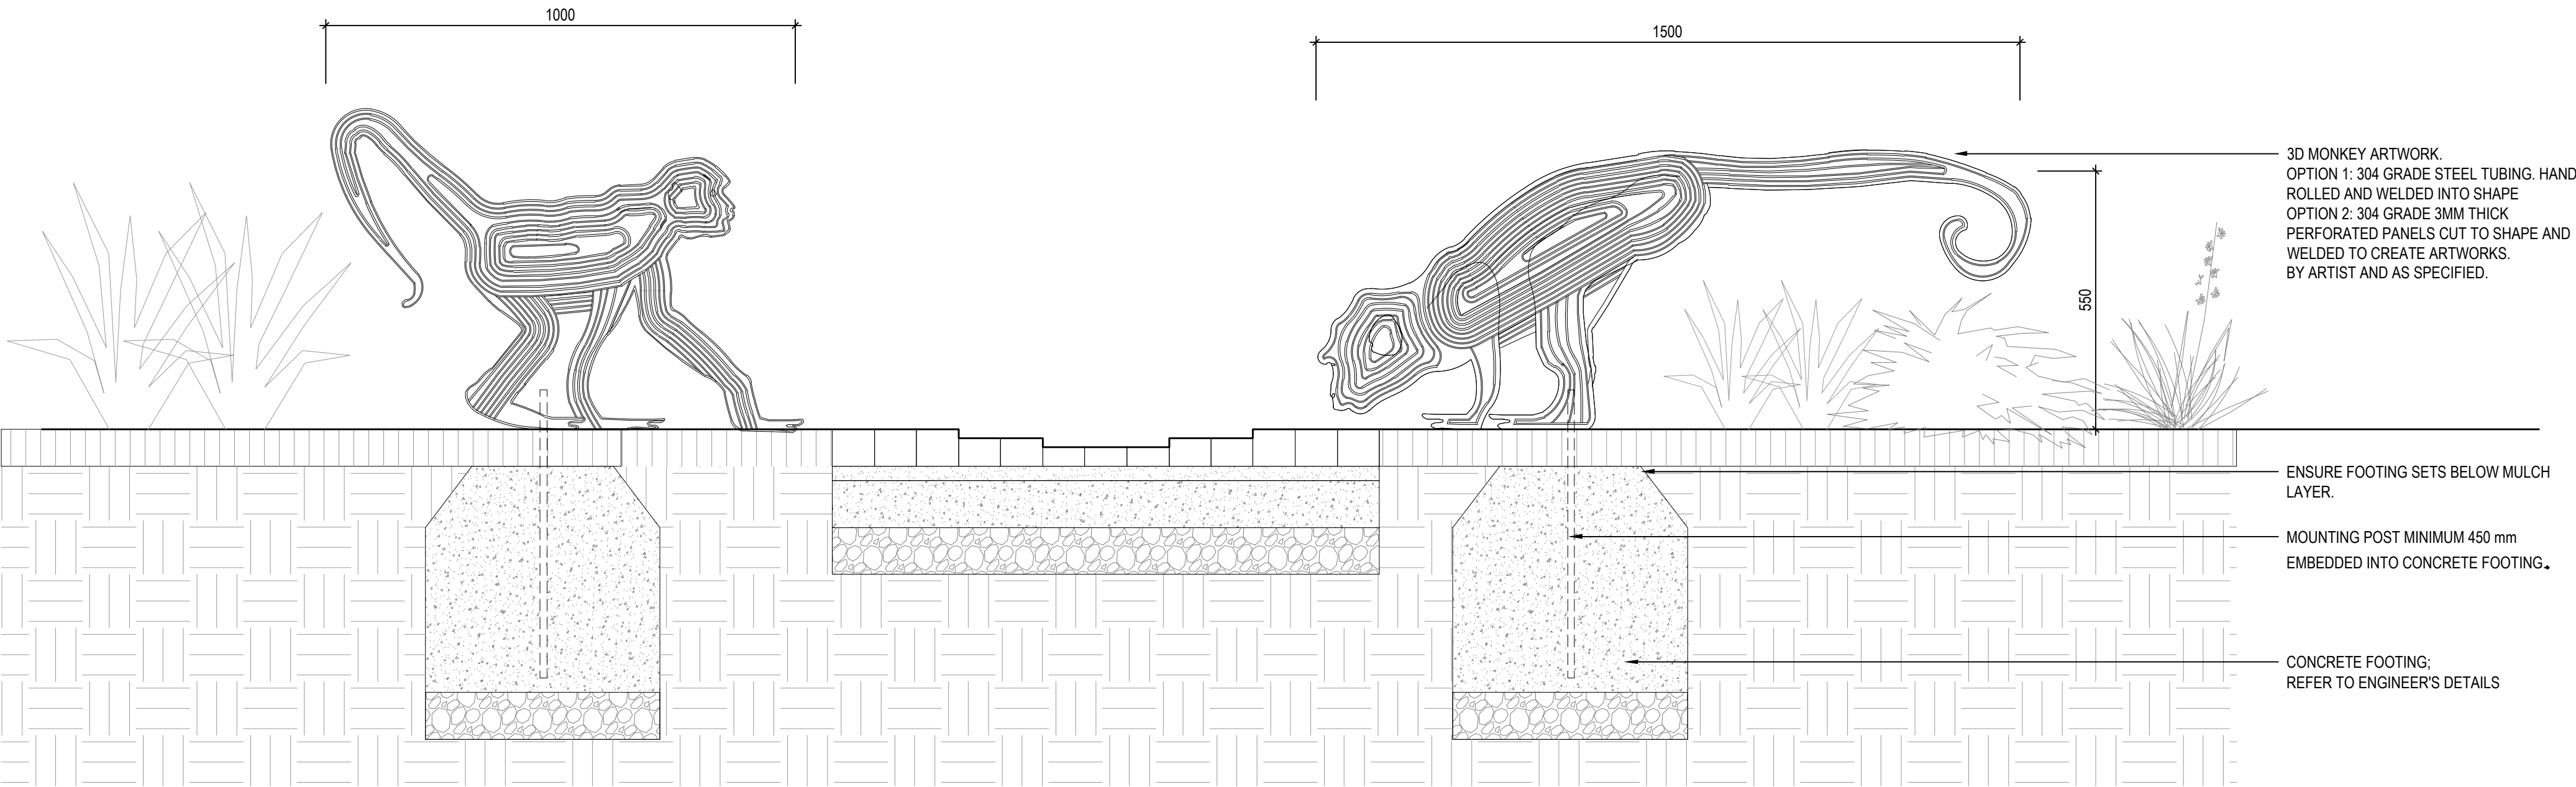 1000
1500
3D MONKEY ARTWORK.
OPTION 1: 304 GRADE STEEL TUBING. HAND
ROLLED AND WELDED INTO SHAPE
OPTION 2: 304 GRADE 3MM THICK
PERFORATED PANELS CUT TO SHAPE AND
WELDED TO CREATE ARTWORKS.
BY ARTIST AND AS SPECIFIED.
550
ENSURE FOOTING SETS BELOW MULCH
LAYER.
MOUNTING POST MINIMUM 450 mm
EMBEDDED INTO CONCRETE FOOTING.
CONCRETE FOOTING;
REFER TO ENGINEER'S DETAILS